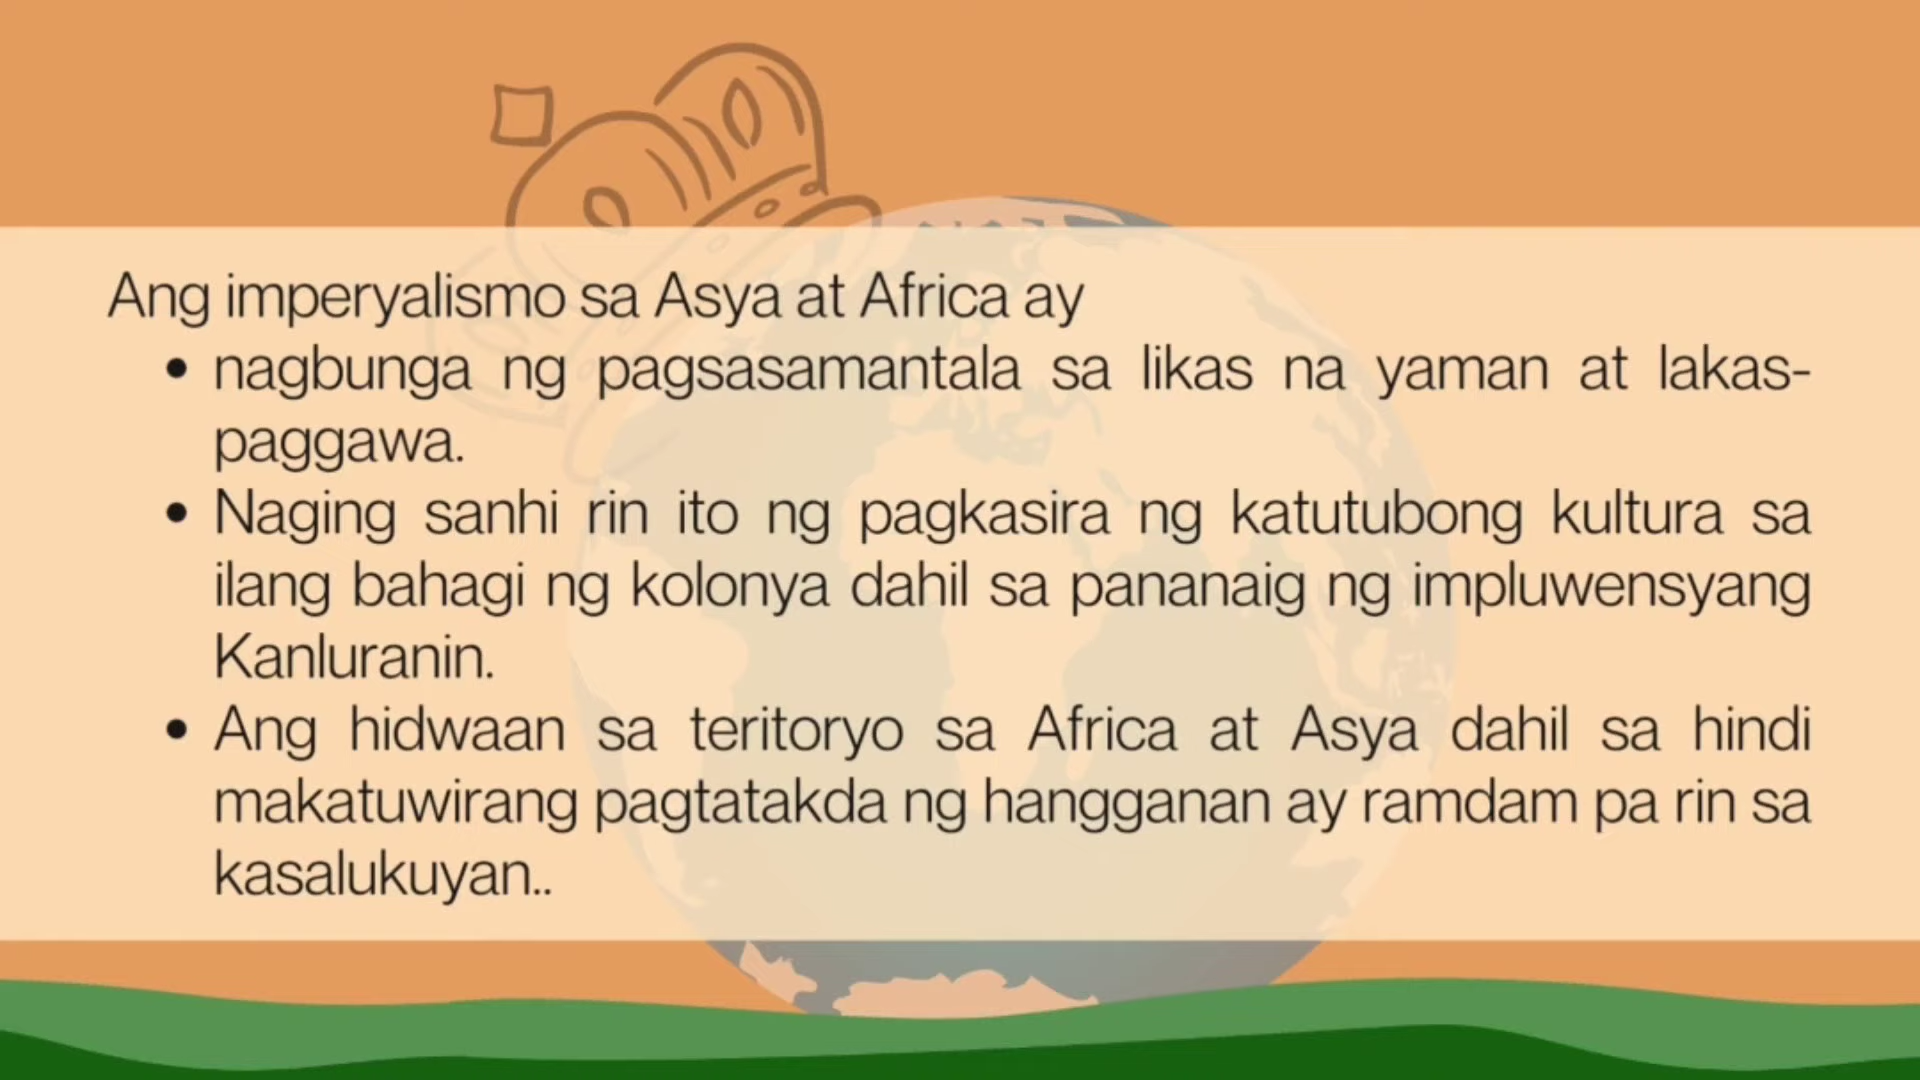 Ang imperyalismo sa Asya at Africa ay
• nagbunga ng pagsasamantala sa likas na yaman at lakas-
paggawa.
• Naging sanhi rin ito ng pagkasira ng katutubong kultura sa
ilang bahagi ng kolonya dahil sa pananaig ng impluwensyang
Kanluranin.
• Ang hidwaan sa teritoryo sa Africa at Asya dahil sa hindi
makatuwirang pagtatakda ng hangganan ay ramdam pa rin sa
kasalukuyan..